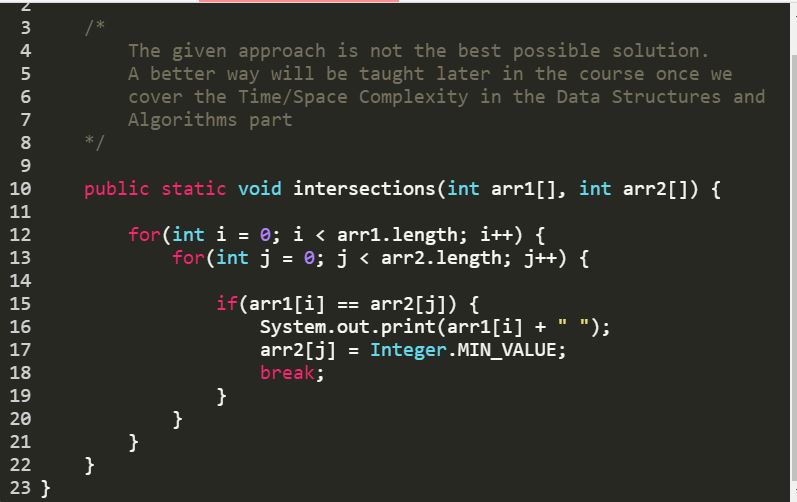 2
3 /*
4 The given approach is not the best possible solution.
5 A better way will be taught later in the course once we
6 cover the Time/Space Complexity in the Data Structures and
7 Algorithms part
8 */
9
10 public static void intersections(int arr1[], int arr2[]) {
11
12 for(int i = 0; i < arr1.length; i++) {
13 for(int j = 0; j < arr2.length; j++) {
14
15 if(arr1[i] == arr2[j]) {
16 System.out.print(arr1[i] + " ");
17 arr2[j] = Integer.MIN_VALUE;
18 break;
19 }
20 }
21 }
22 }
23 }